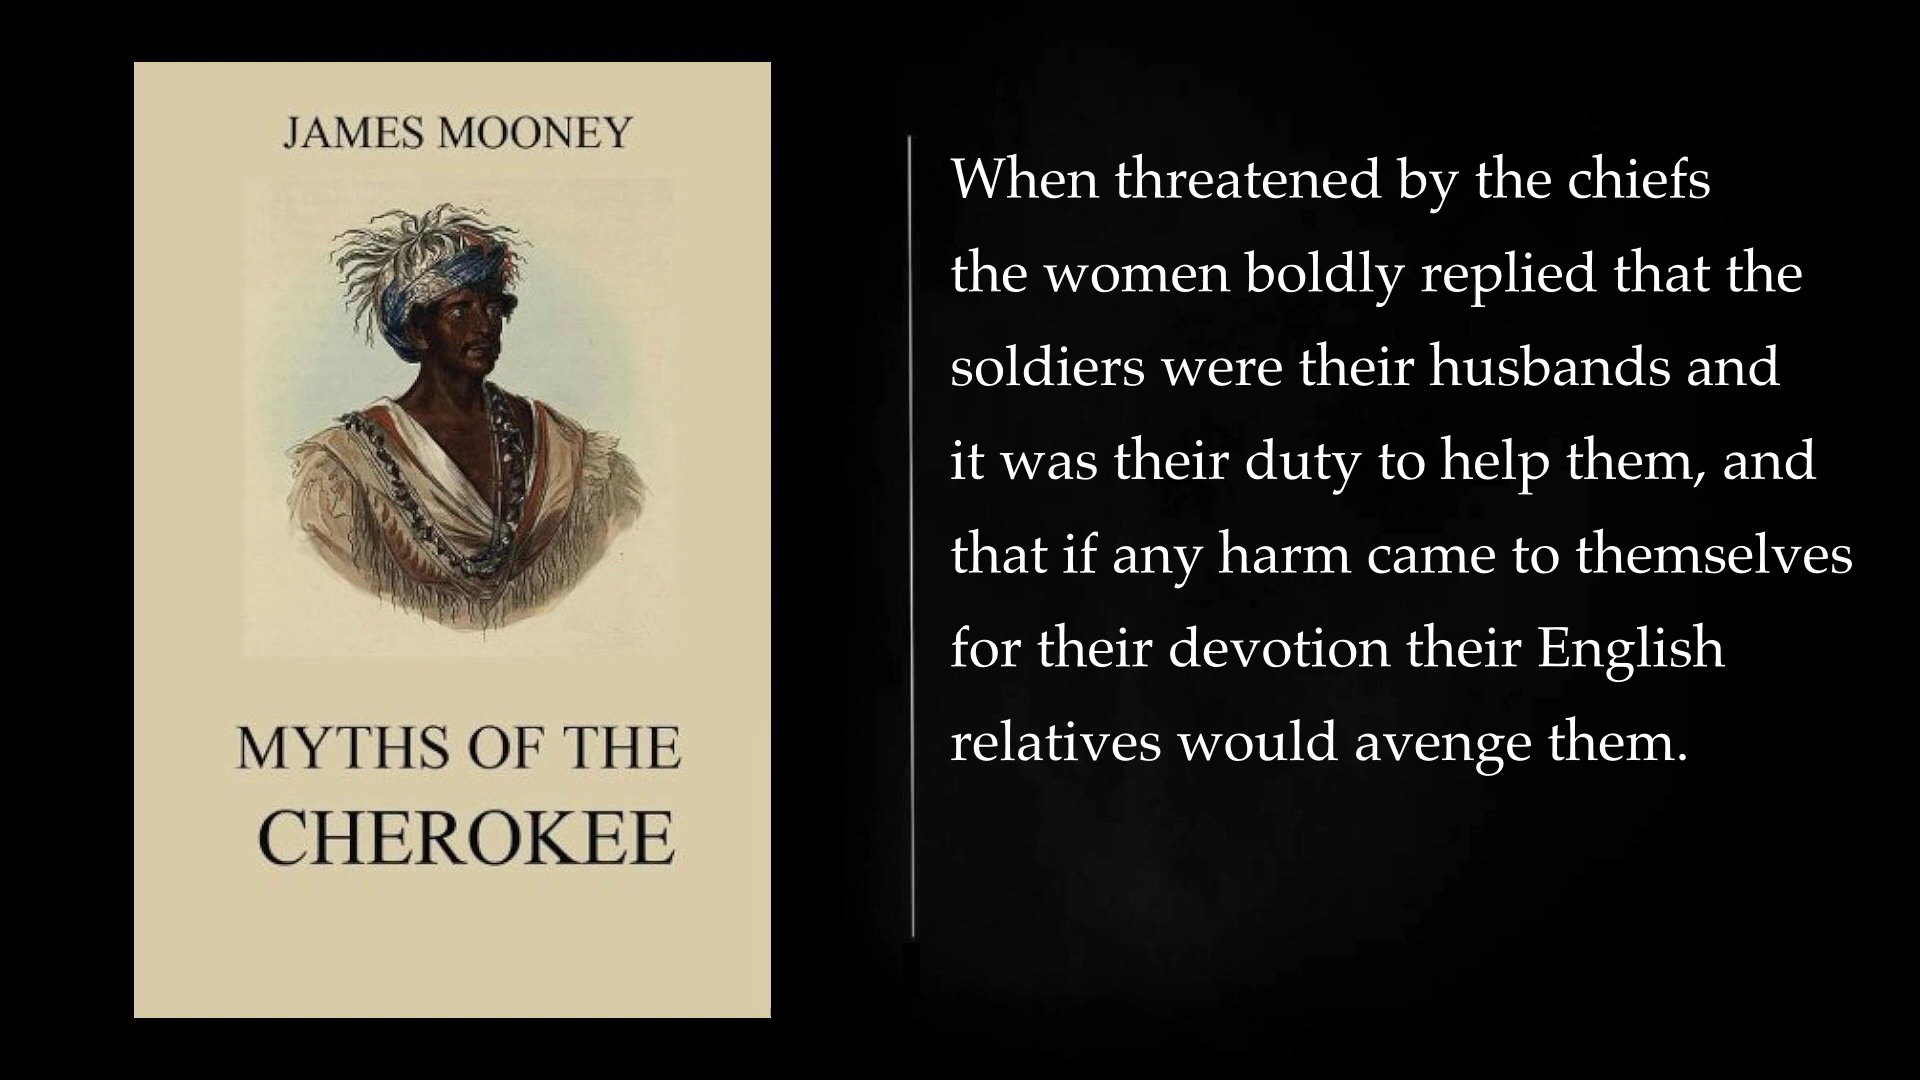 JAMES MOONEY
MYTHS OF THE
CHEROKEE
When threatened by the chiefs
the women boldly replied that the
soldiers were their husbands and
it was their duty to help them, and
that if any harm came to themselves
for their devotion their English
relatives would avenge them.